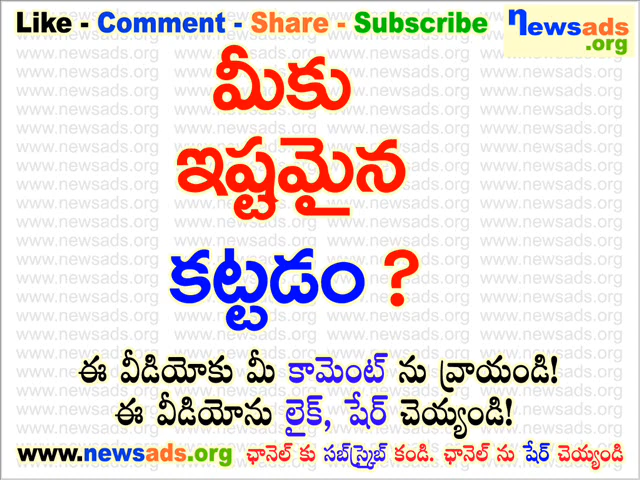 Like - Comment - Share - Subscribe
newsads
.org
మీకు
ఇష్టమైన
కట్టడం ?
ఈ వీడియోకు మీ కామెంట్ ను వ్రాయండి!
ఈ వీడియోను లైక్, షేర్ చెయ్యండి!
www.newsads.org ఛానెల్ కు సబ్‌స్క్రైబ్ కండి. ఛానెల్ ను షేర్ చెయ్యండి